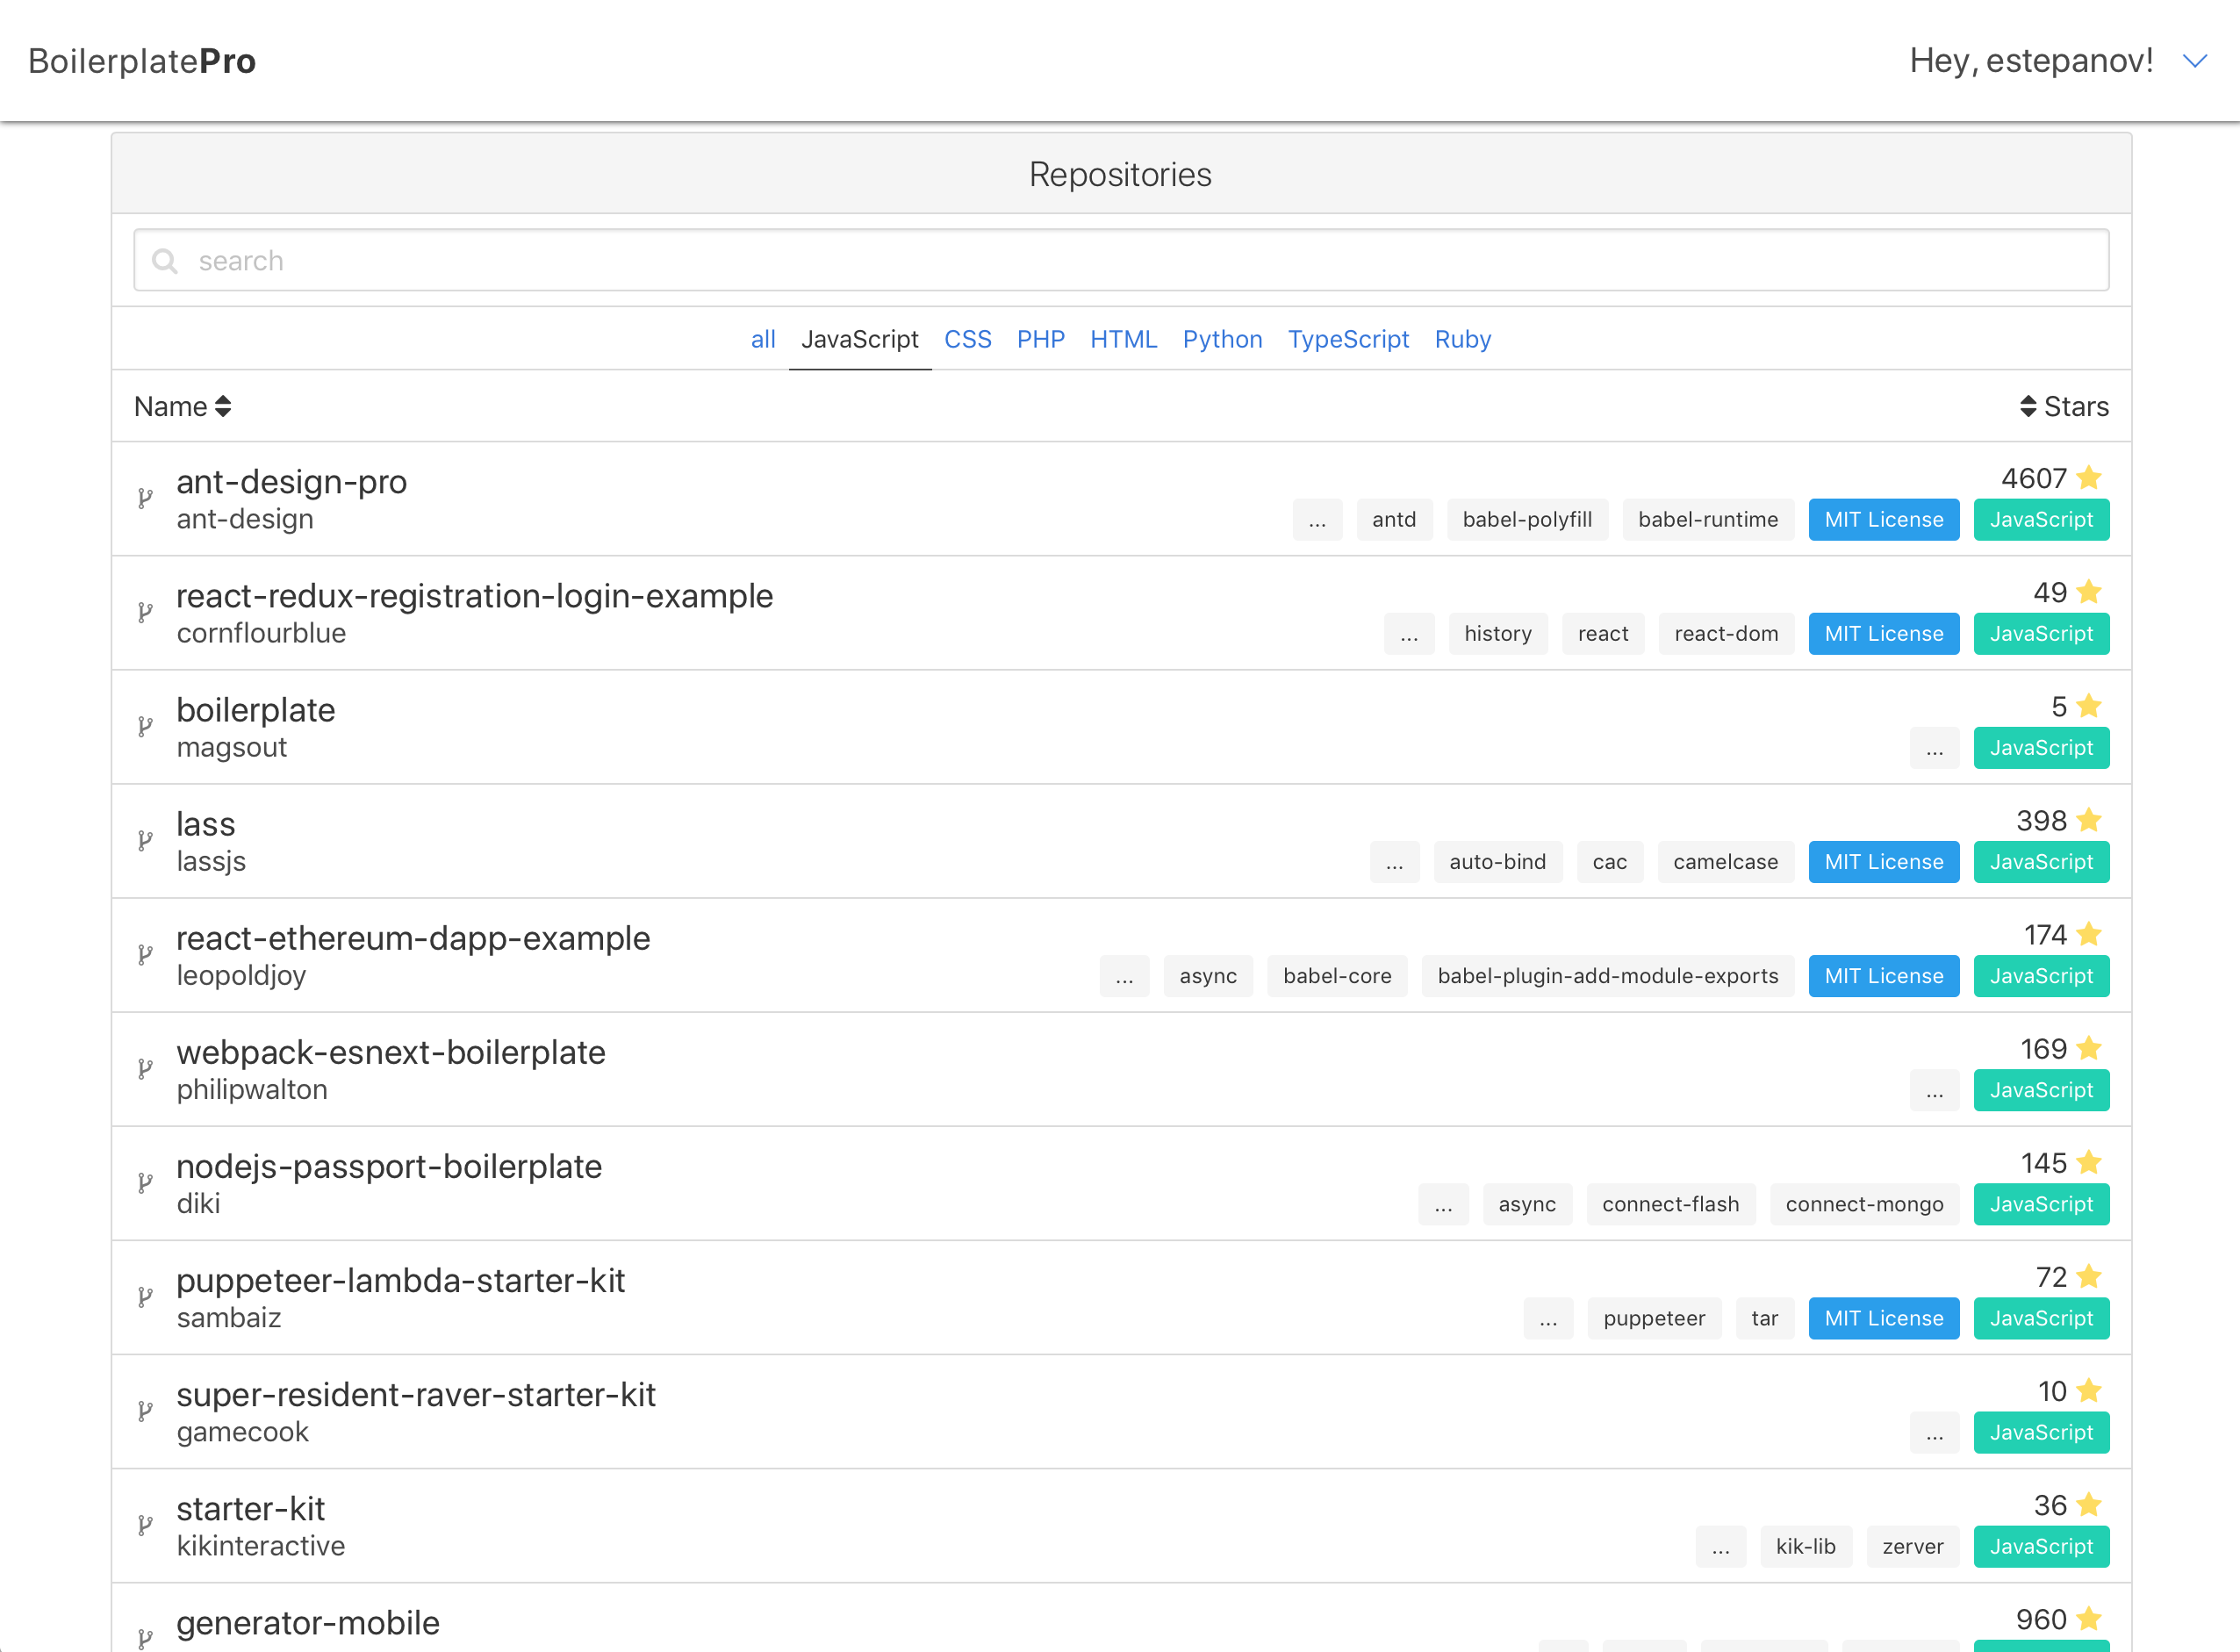 BoilerplatePro
Hey, estepanov!
Repositories
search
all JavaScript CSS PHP HTML Python TypeScript Ruby
Name Stars
ant-design-pro 4607
ant-design ... antd babel-polyfill babel-runtime MIT License JavaScript
react-redux-registration-login-example 49
cornflourblue ... history react react-dom MIT License JavaScript
boilerplate 5
magsout ... JavaScript
lass 398
lassjs ... auto-bind cac camelcase MIT License JavaScript
react-ethereum-dapp-example 174
leopoldjoy ... async babel-core babel-plugin-add-module-exports MIT License JavaScript
webpack-esnext-boilerplate 169
philipwalton ... JavaScript
nodejs-passport-boilerplate 145
diki ... async connect-flash connect-mongo JavaScript
puppeteer-lambda-starter-kit 72
sambaiz ... puppeteer tar MIT License JavaScript
super-resident-raver-starter-kit 10
gamecook ... JavaScript
starter-kit 36
kikinteractive ... kik-lib zerver JavaScript
generator-mobile 960